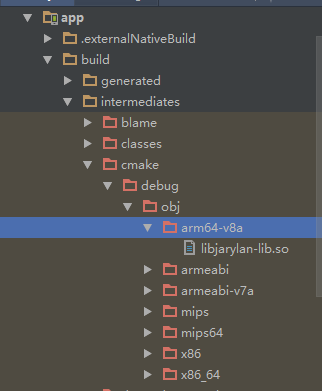 app
.externalNativeBuild
build
generated
intermediates
blame
classes
cmake
debug
obj
arm64-v8a
libjarylan-lib.so
armeabi
armeabi-v7a
mips
mips64
x86
x86_64